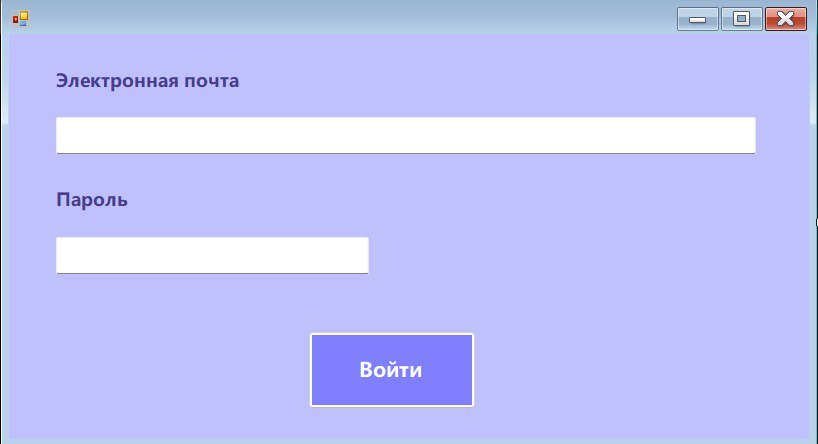 Электронная почта
Пароль
Войти